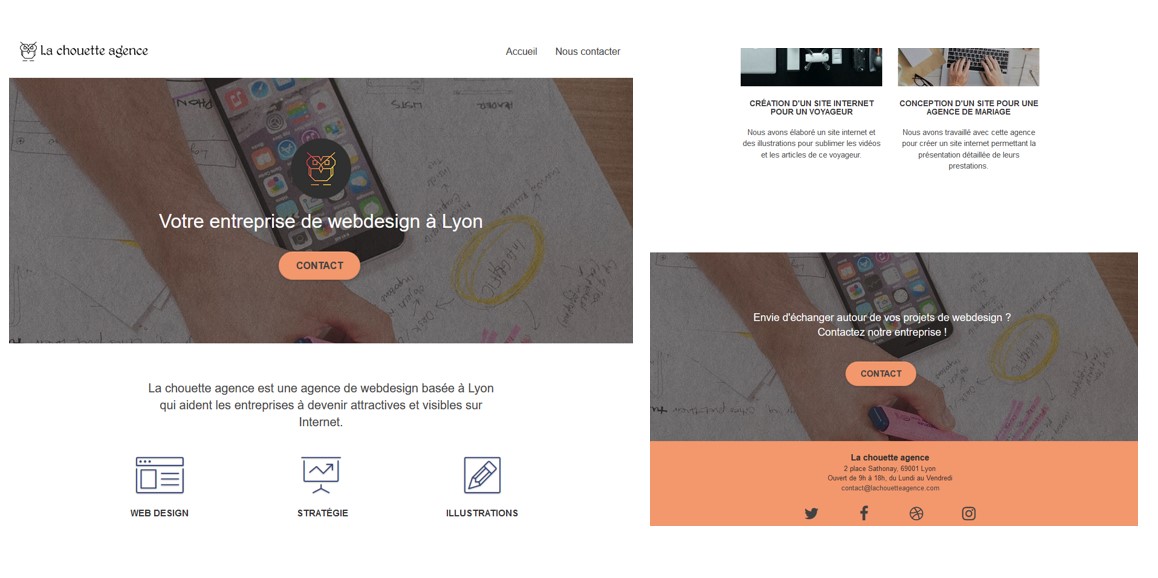 La chouette agence
Accueil
Nous contacter
Votre entreprise de webdesign à Lyon
CONTACT
La chouette agence est une agence de webdesign basée à Lyon
qui aident les entreprises à devenir attractives et visibles sur
Internet.
WEB DESIGN
STRATÉGIE
ILLUSTRATIONS
CRÉATION D'UN SITE INTERNET
POUR UN VOYAGEUR
Nous avons élaboré un site internet et
des illustrations pour sublimer les vidéos
et les articles de ce voyageur.
CONCEPTION D'UN SITE POUR UNE
AGENCE DE MARIAGE
Nous avons travaillé avec cette agence
pour créer un site internet permettant la
présentation détaillée de leurs
prestations.
Envie d'échanger autour de vos projets de webdesign ?
Contactez notre entreprise !
CONTACT
La chouette agence
2 place Sathonay, 69001 Lyon
Ouvert de 9h à 18h, du Lundi au Vendredi
contact@lachouetteagence.com